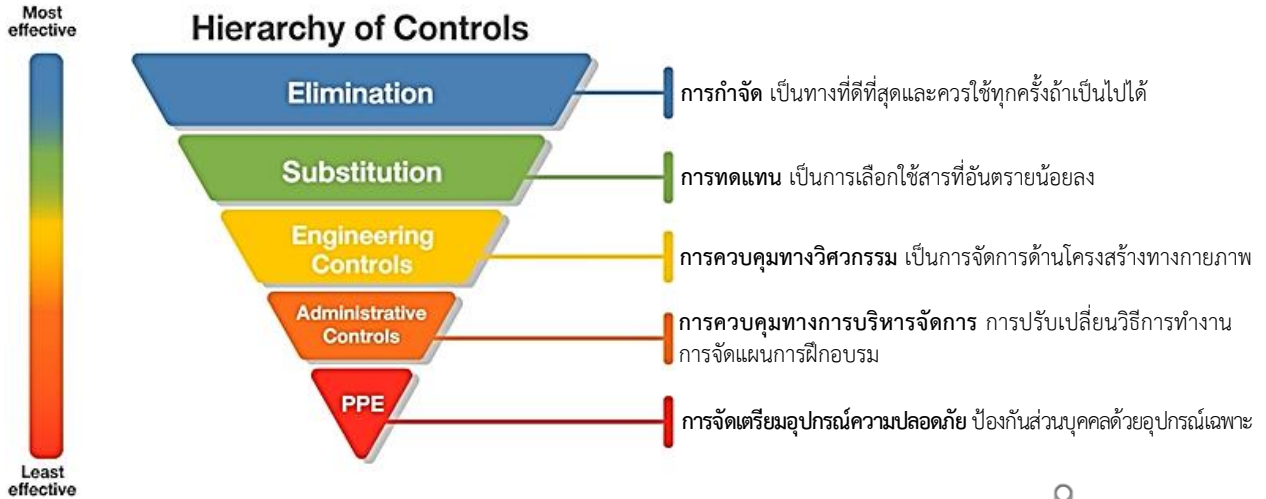 Most
effective
Hierarchy of Controls
Elimination
การกำจัด เป็นทางที่ดีที่สุดและควรใช้ทุกครั้งถ้าเป็นไปได้
Substitution
การทดแทน เป็นการเลือกใช้สารที่อันตรายน้อยลง
Engineering
Controls
การควบคุมทางวิศวกรรม เป็นการจัดการด้านโครงสร้างทางกายภาพ
Administrative
Controls
การควบคุมทางการบริหารจัดการ การปรับเปลี่ยนวิธีการทำงาน
การจัดแผนการฝึกอบรม
PPE
การจัดเตรียมอุปกรณ์ความปลอดภัย ป้องกันส่วนบุคคลด้วยอุปกรณ์เฉพาะ
Least
effective